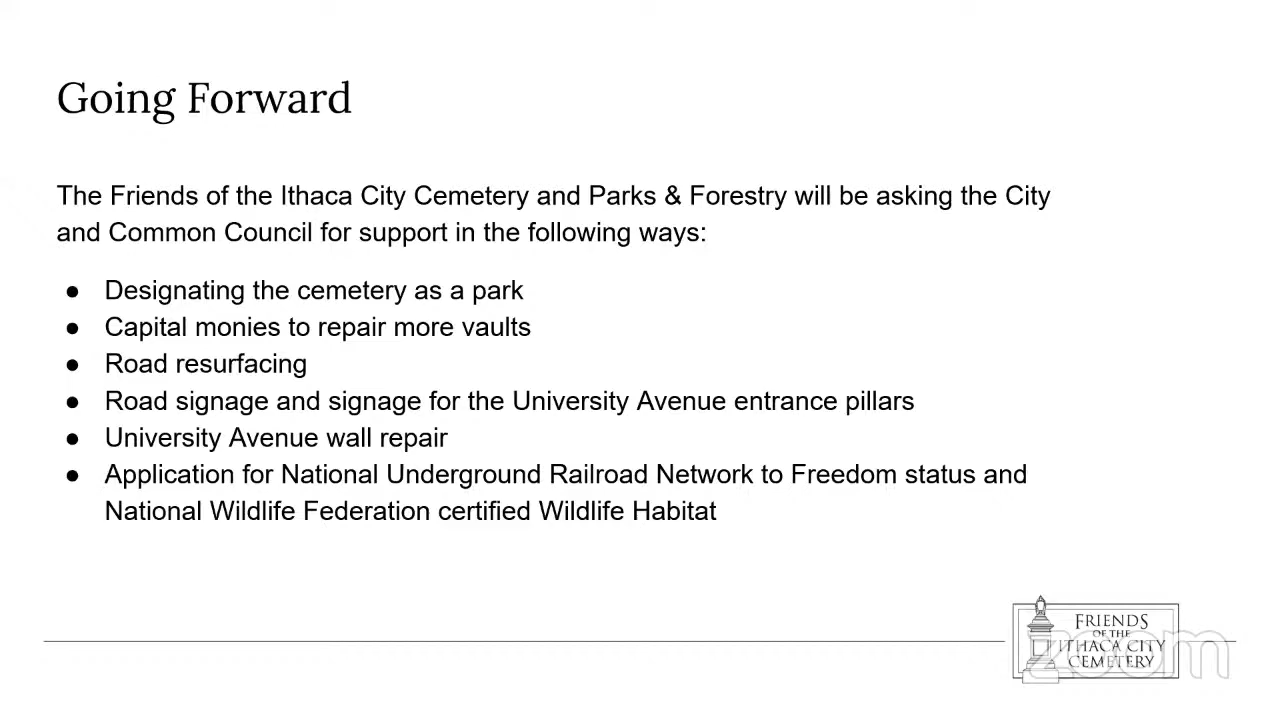 Going Forward
The Friends of the Ithaca City Cemetery and Parks & Forestry will be asking the City
and Common Council for support in the following ways:
● Designating the cemetery as a park
● Capital monies to repair more vaults
● Road resurfacing
● Road signage and signage for the University Avenue entrance pillars
● University Avenue wall repair
● Application for National Underground Railroad Network to Freedom status and
National Wildlife Federation certified Wildlife Habitat
FRIENDS
OF THE
ITHACA CITY
CEMETERY
zoom